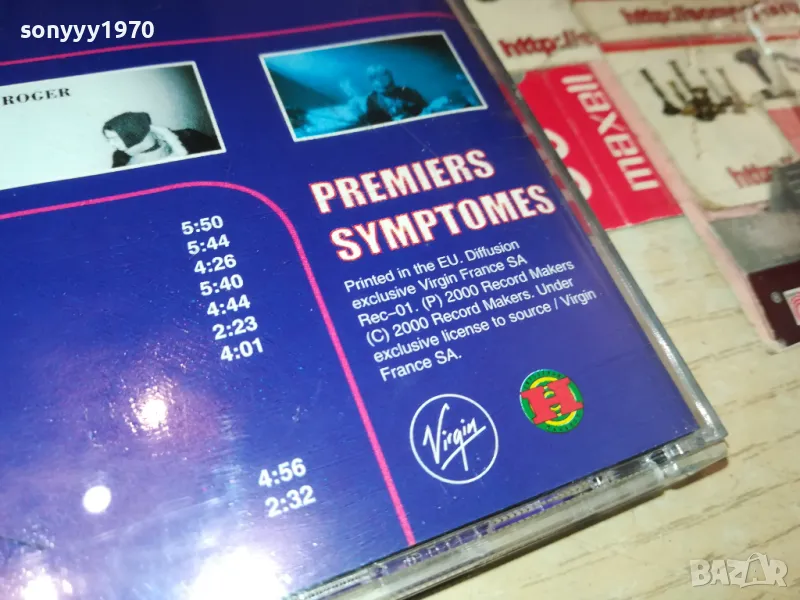 sonyyy1970
ROGER
PREMIERS
SYMPTOMES
5:50
5:44
4:26
5:40
4:44
2:23
4:01
4:56
2:32
Printed in the EU. Diffusion
exclusive Virgin France SA
Rec-01. (P) 2000 Record Makers
(C) 2000 Record Makers. Under
exclusive license to source / Virgin
France SA.
Virgin
H
maxell
BAZAR